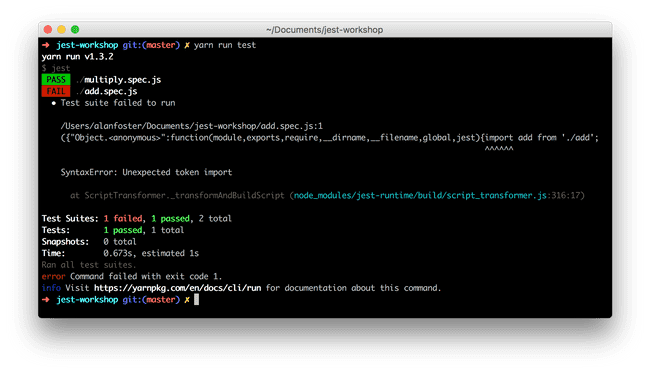 ~/Documents/jest-workshop
➜ jest-workshop git:(master) ✗ yarn run test
yarn run v1.3.2
$ jest
PASS ./multiply.spec.js
FAIL ./add.spec.js
● Test suite failed to run
/Users/alanfoster/Documents/jest-workshop/add.spec.js:1
({"Object.<anonymous>":function(module,exports,require,__dirname,__filename,global,jest){import add from './add';
^^^^^^
SyntaxError: Unexpected token import
at ScriptTransformer._transformAndBuildScript (node_modules/jest-runtime/build/script_transformer.js:316:17)
Test Suites: 1 failed, 1 passed, 2 total
Tests: 1 passed, 1 total
Snapshots: 0 total
Time: 0.673s, estimated 1s
Ran all test suites.
error Command failed with exit code 1.
info Visit https://yarnpkg.com/en/docs/cli/run for documentation about this command.
➜ jest-workshop git:(master) ✗